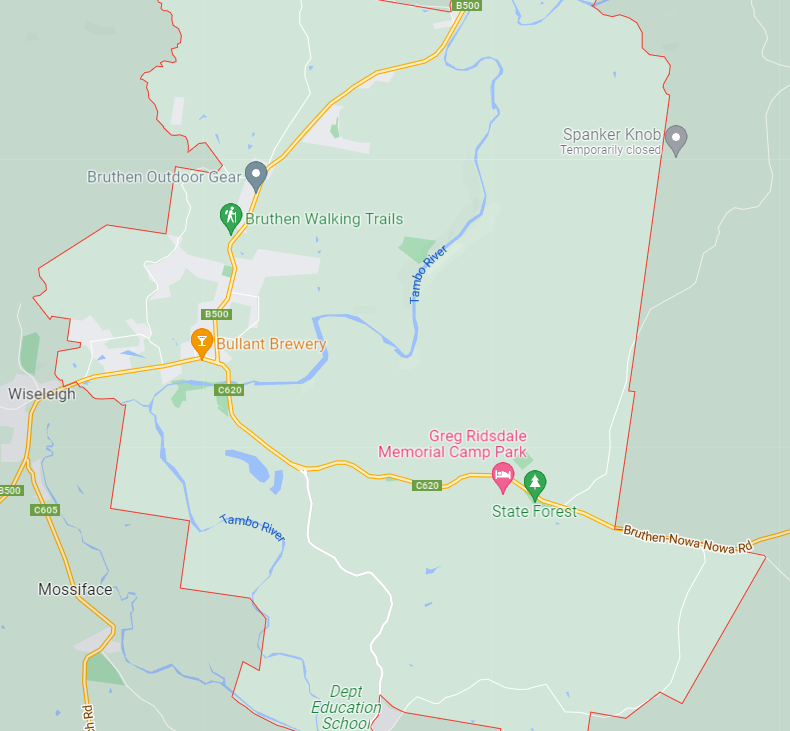 B500
Spanker Knob
Temporarily closed
Bruthen Outdoor Gear
Bruthen Walking Trails
Tambo River
B500
Bullant Brewery
C620
Wiseleigh
Greg Ridsdale
Memorial Camp Park
C620
B500
State Forest
C605
Tambo River
Bruthen-Nowa Nowa Rd
Mossiface
Dept
Education
School
ch Rd